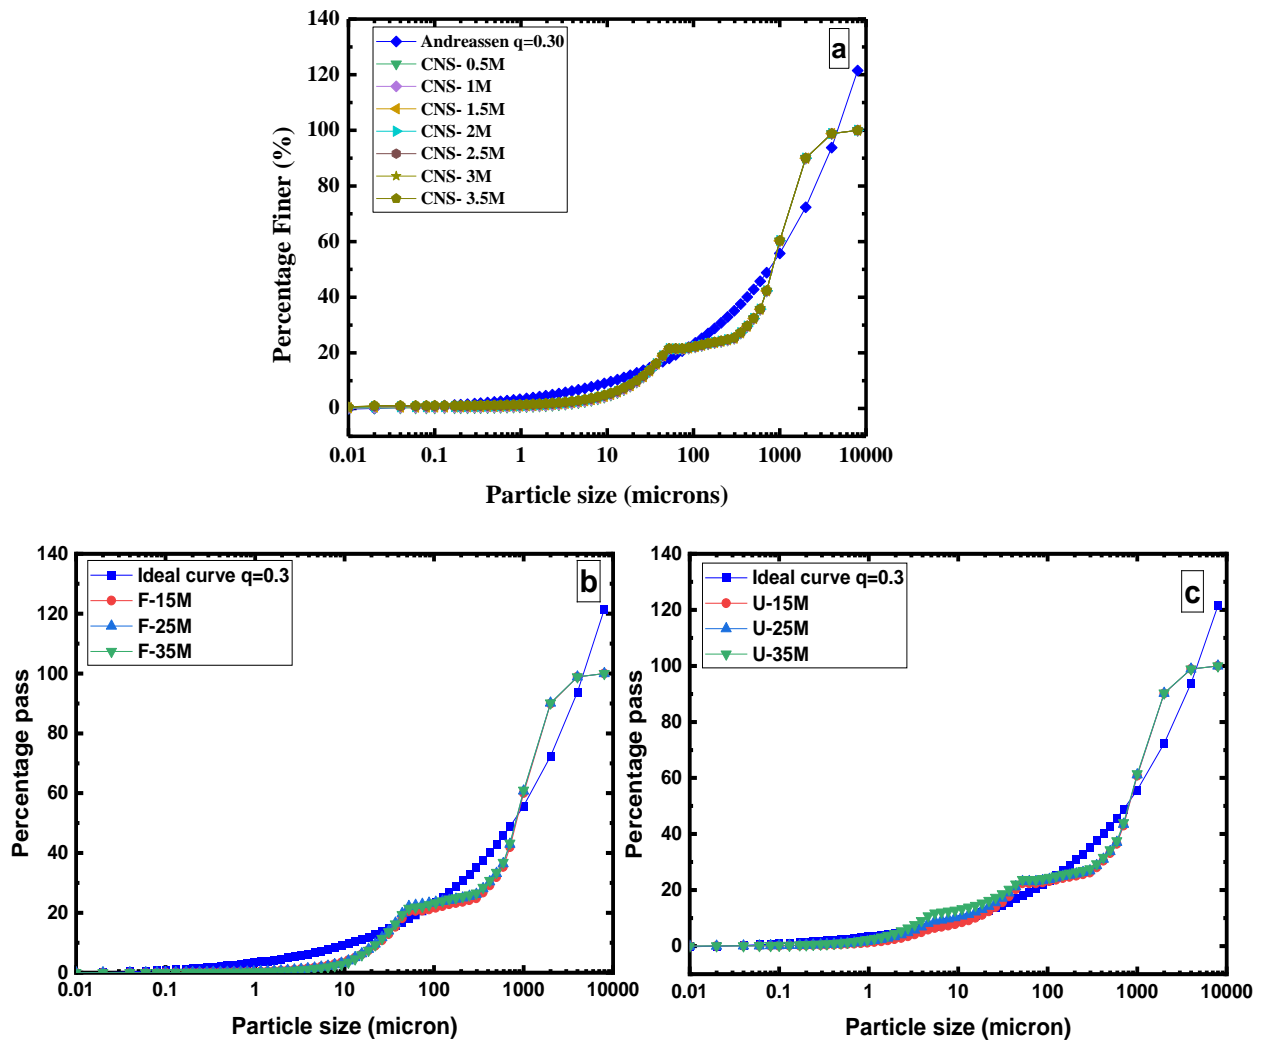 a
Andreassen q=0.30
CNS- 0.5M
CNS- 1M
CNS- 1.5M
CNS- 2M
CNS- 2.5M
CNS- 3M
CNS- 3.5M
Percentage Finer (%)
140
120
100
80
60
40
20
0
0.01 0.1 1 10 100 1000 10000
Particle size (microns)
b
Ideal curve q=0.3
F-15M
F-25M
F-35M
Percentage pass
140
120
100
80
60
40
20
0
0.01 0.1 1 10 100 1000 10000
Particle size (micron)
c
Ideal curve q=0.3
U-15M
U-25M
U-35M
Percentage pass
140
120
100
80
60
40
20
0
0.01 0.1 1 10 100 1000 10000
Particle size (micron)